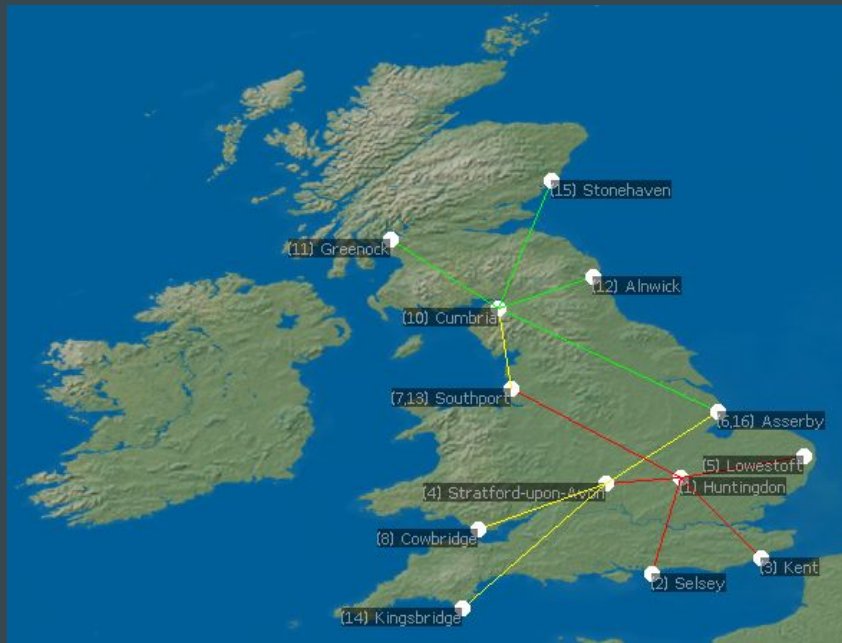 (15) Stonehaven
(11) Greenock
(12) Alnwick
(10) Cumbria
(7,13) Southport
(6,16) Asserby
(5) Lowestoft
(4) Stratford-upon-Avon
(1) Huntingdon
(8) Cowbridge
(3) Kent
(2) Selsey
(14) Kingsbridge